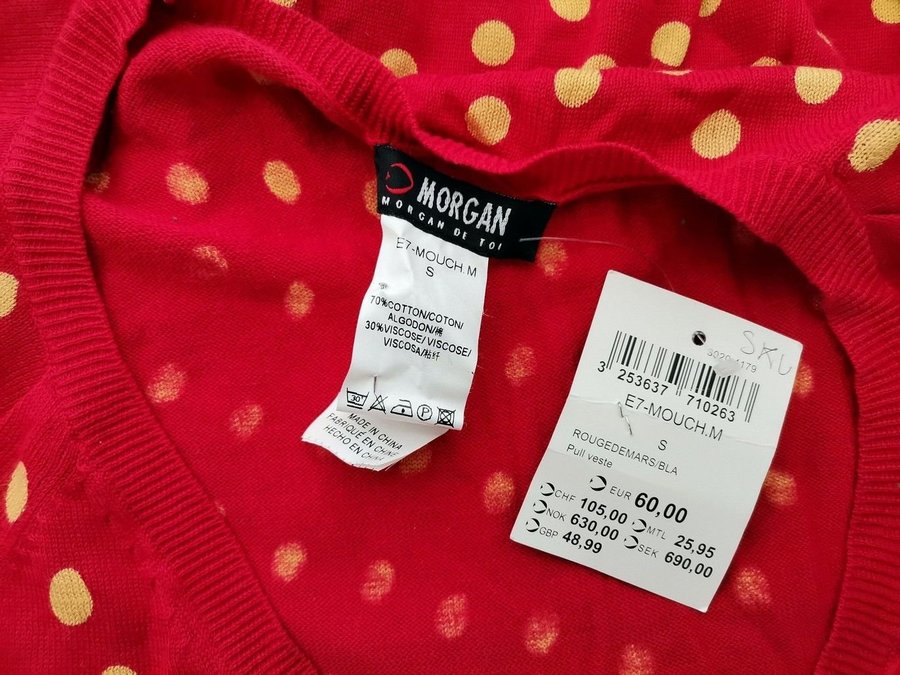 MORGAN
MORGAN DE TOI
E7-MOUCH.M
S
70%COTTON/COTON/
ALGODON/棉
30%VISCOSE/VISCOSE/
VISCOSA/粘纤
30°
P
MADE IN CHINA
FABRIQUE EN CHINE
HECHO EN CHINA
SKU
3 253637 710263
E7-MOUCH.M
S
ROUGEDEMARS/BLA
Pull veste
EUR 60,00
CHF 105,00 MTL 25,95
NOK 630,00 SEK 690,00
GBP 48,99